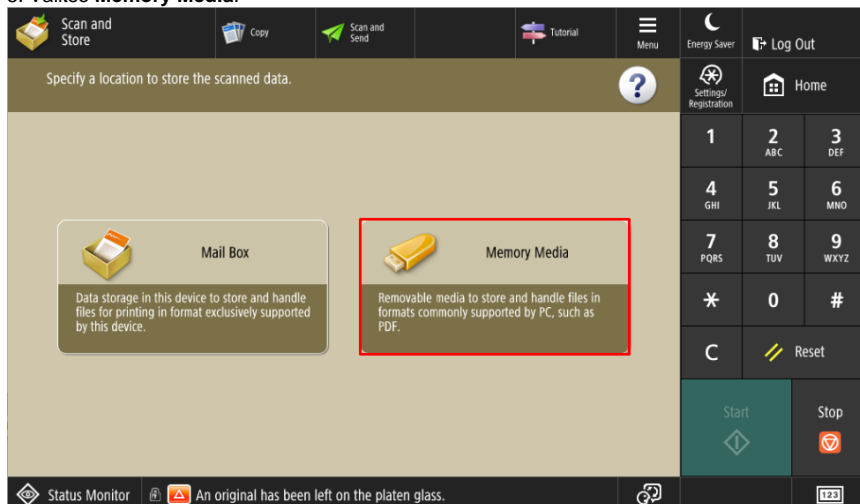 Valitse Memory Media.
Scan and
Store
Copy
Scan and
Send
Tutorial
Menu
Energy Saver
Log Out
Specify a location to store the scanned data.
?
Settings/
Registration
Home
1
2
ABC
3
DEF
4
GHI
5
JKL
6
MNO
7
PQRS
8
TUV
9
WXYZ
*
0
#
C
Reset
Mail Box
Data storage in this device to store and handle
files for printing in format exclusively supported
by this device.
Memory Media
Removable media to store and handle files in
formats commonly supported by PC, such as
PDF.
Start
Stop
Status Monitor
An original has been left on the platen glass.
123